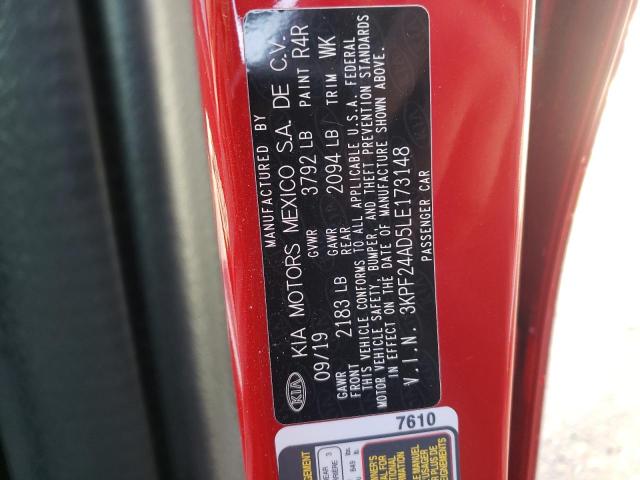 MANUFACTURED BY
KIA KIA MOTORS MEXICO S.A. DE C.V.
09/19 GVWR 3792 LB PAINT R4R
GAWR FRONT 2183 LB GAWR REAR 2094 LB TRIM WK
THIS VEHICLE CONFORMS TO ALL APPLICABLE U.S.A. FEDERAL
MOTOR VEHICLE SAFETY, BUMPER, AND THEFT PREVENTION STANDARDS
IN EFFECT ON THE DATE OF MANUFACTURE SHOWN ABOVE.
V.I.N. 3KPF24AD5LE173148
PASSENGER CAR
7610